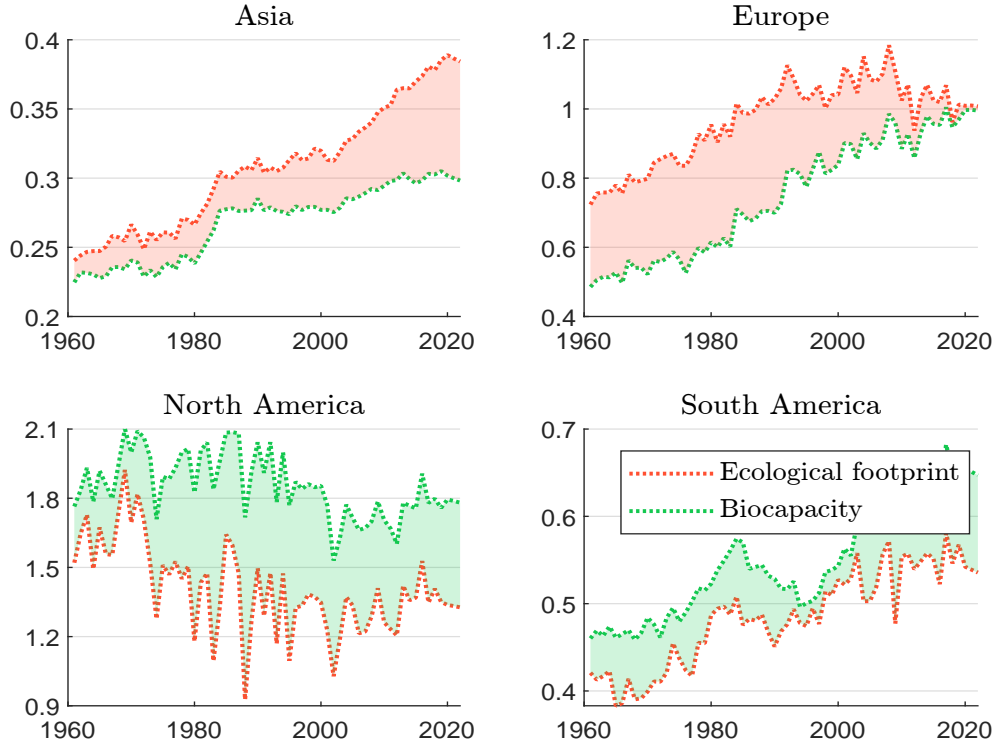 Asia
0.4
0.35
0.3
0.25
0.2
1960 1980 2000 2020
Europe
1.2
1
0.8
0.6
0.4
1960 1980 2000 2020
North America
2.1
1.8
1.5
1.2
0.9
1960 1980 2000 2020
South America
0.7
0.6
0.5
0.4
Ecological footprint
Biocapacity
1960 1980 2000 2020